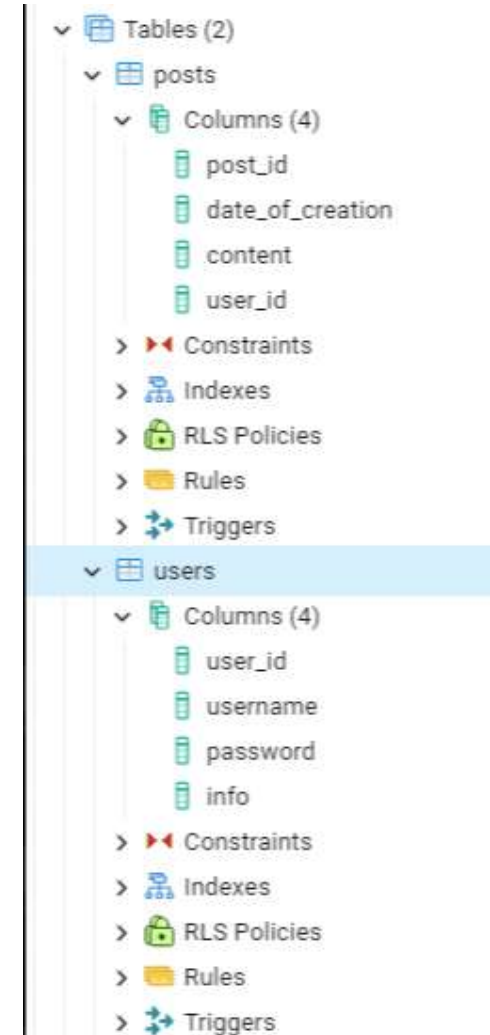 Tables (2)
posts
Columns (4)
post_id
date_of_creation
content
user_id
Constraints
Indexes
RLS Policies
Rules
Triggers
users
Columns (4)
user_id
username
password
info
Constraints
Indexes
RLS Policies
Rules
Triggers